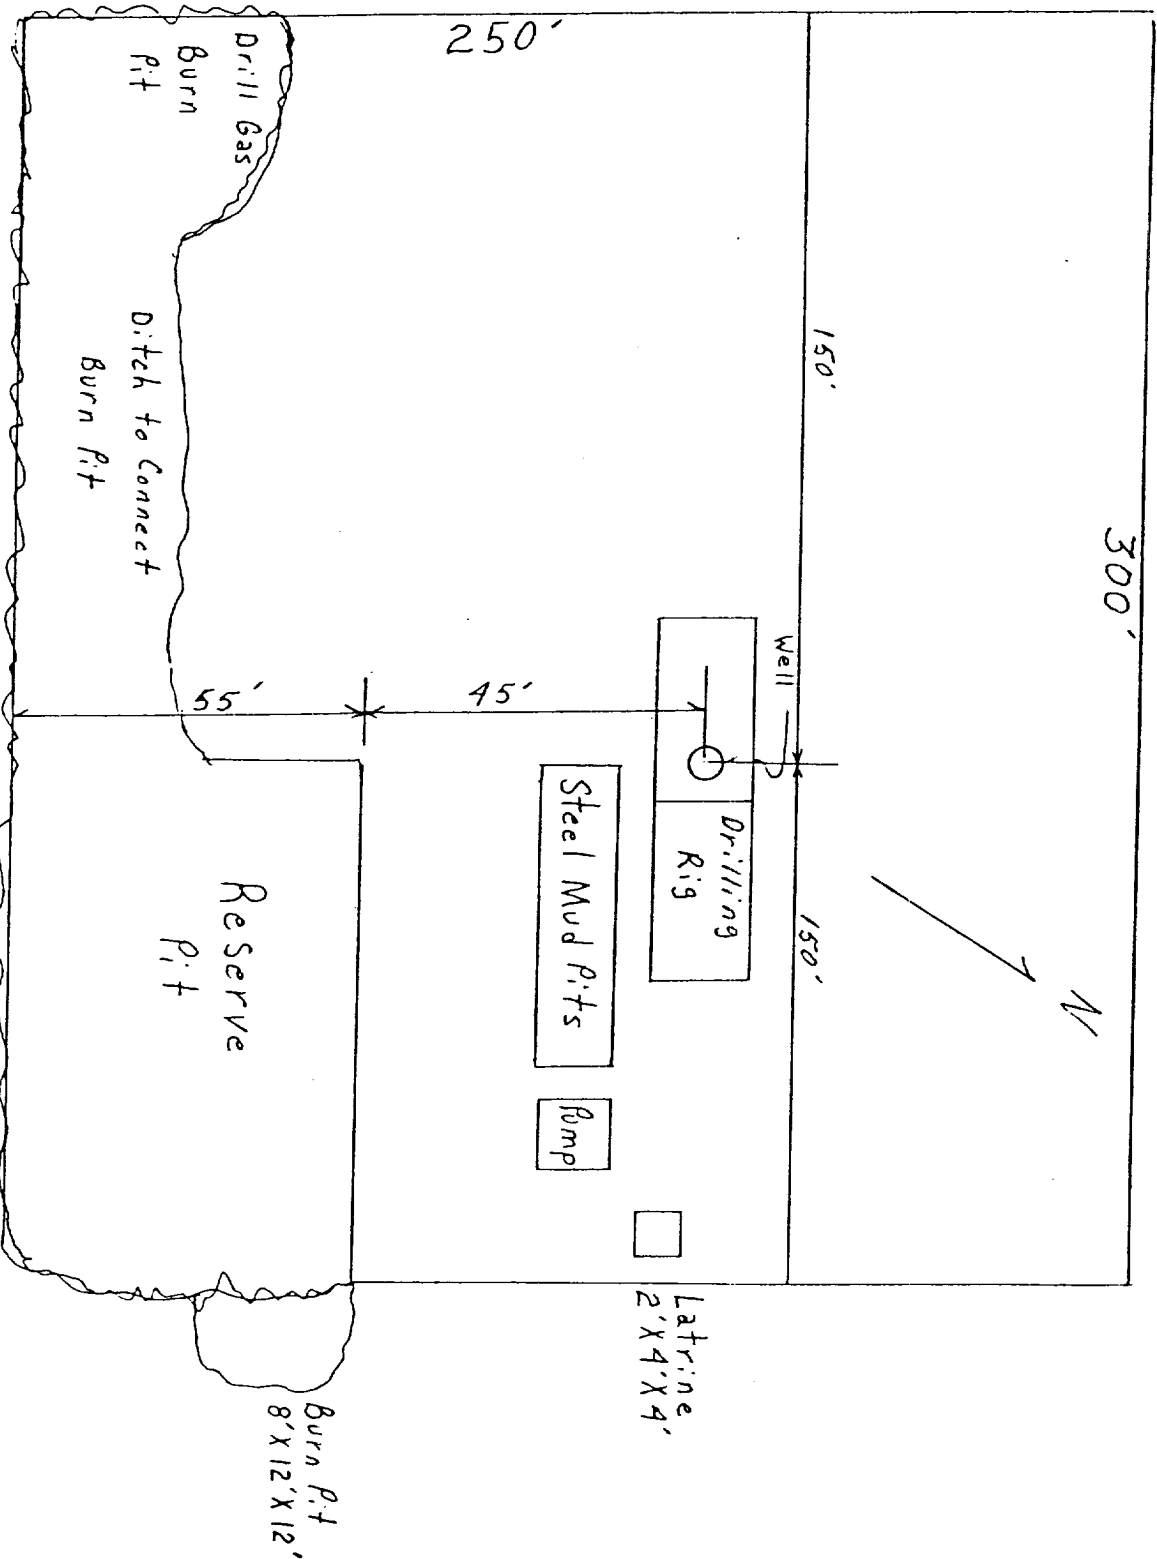 300'
250'
150'
150'
N
Well
Drilling
Rig
45'
55'
Steel Mud Pits
Pump
Latrine
2'X4'X4'
Drill Gas
Burn
Pit
Ditch to Connect
Burn Pit
Reserve
Pit
Burn Pit
8'X12'X12'